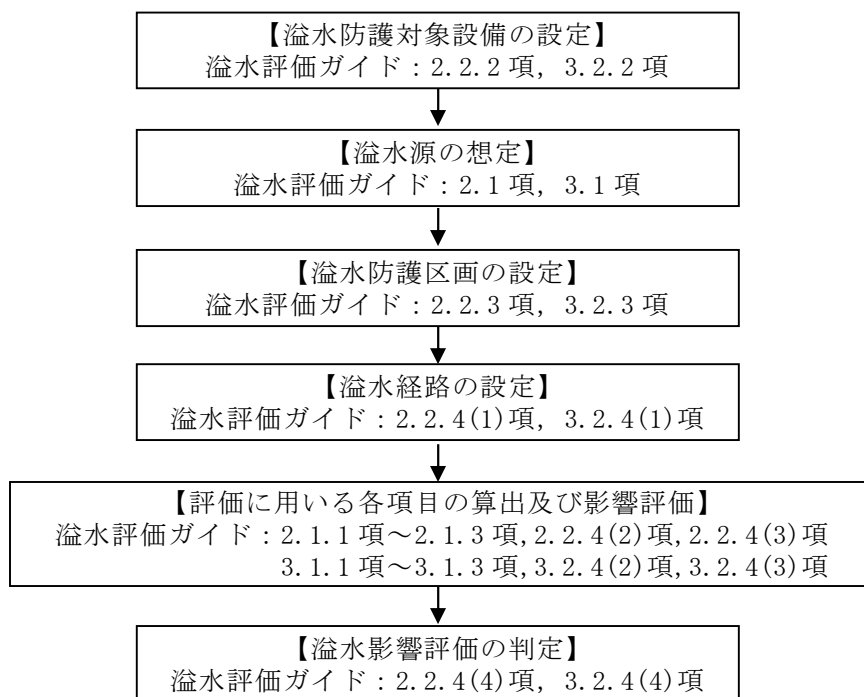 【溢水防護対象設備の設定】
溢水評価ガイド：2.2.2 項, 3.2.2 項
【溢水源の想定】
溢水評価ガイド：2.1 項, 3.1 項
【溢水防護区画の設定】
溢水評価ガイド：2.2.3 項, 3.2.3 項
【溢水経路の設定】
溢水評価ガイド：2.2.4(1)項, 3.2.4(1)項
【評価に用いる各項目の算出及び影響評価】
溢水評価ガイド：2.1.1 項～2.1.3 項,2.2.4(2)項,2.2.4(3)項
3.1.1 項～3.1.3 項,3.2.4(2)項,3.2.4(3)項
【溢水影響評価の判定】
溢水評価ガイド：2.2.4(4)項, 3.2.4(4)項